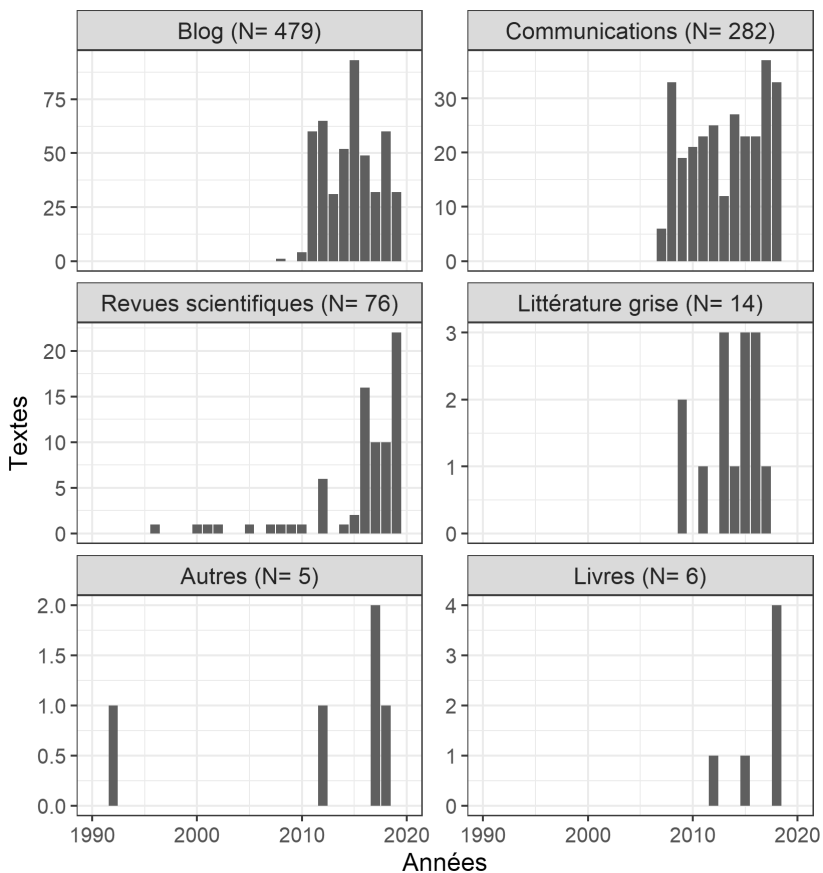 Blog (N= 479)
Communications (N= 282)
75
50
25
0
30
20
10
0
Revues scientifiques (N= 76)
Littérature grise (N= 14)
20
15
10
5
0
3
2
1
0
Autres (N= 5)
Livres (N= 6)
2.0
1.5
1.0
0.5
0.0
4
3
2
1
0
1990 2000 2010 2020
1990 2000 2010 2020
Textes
Années